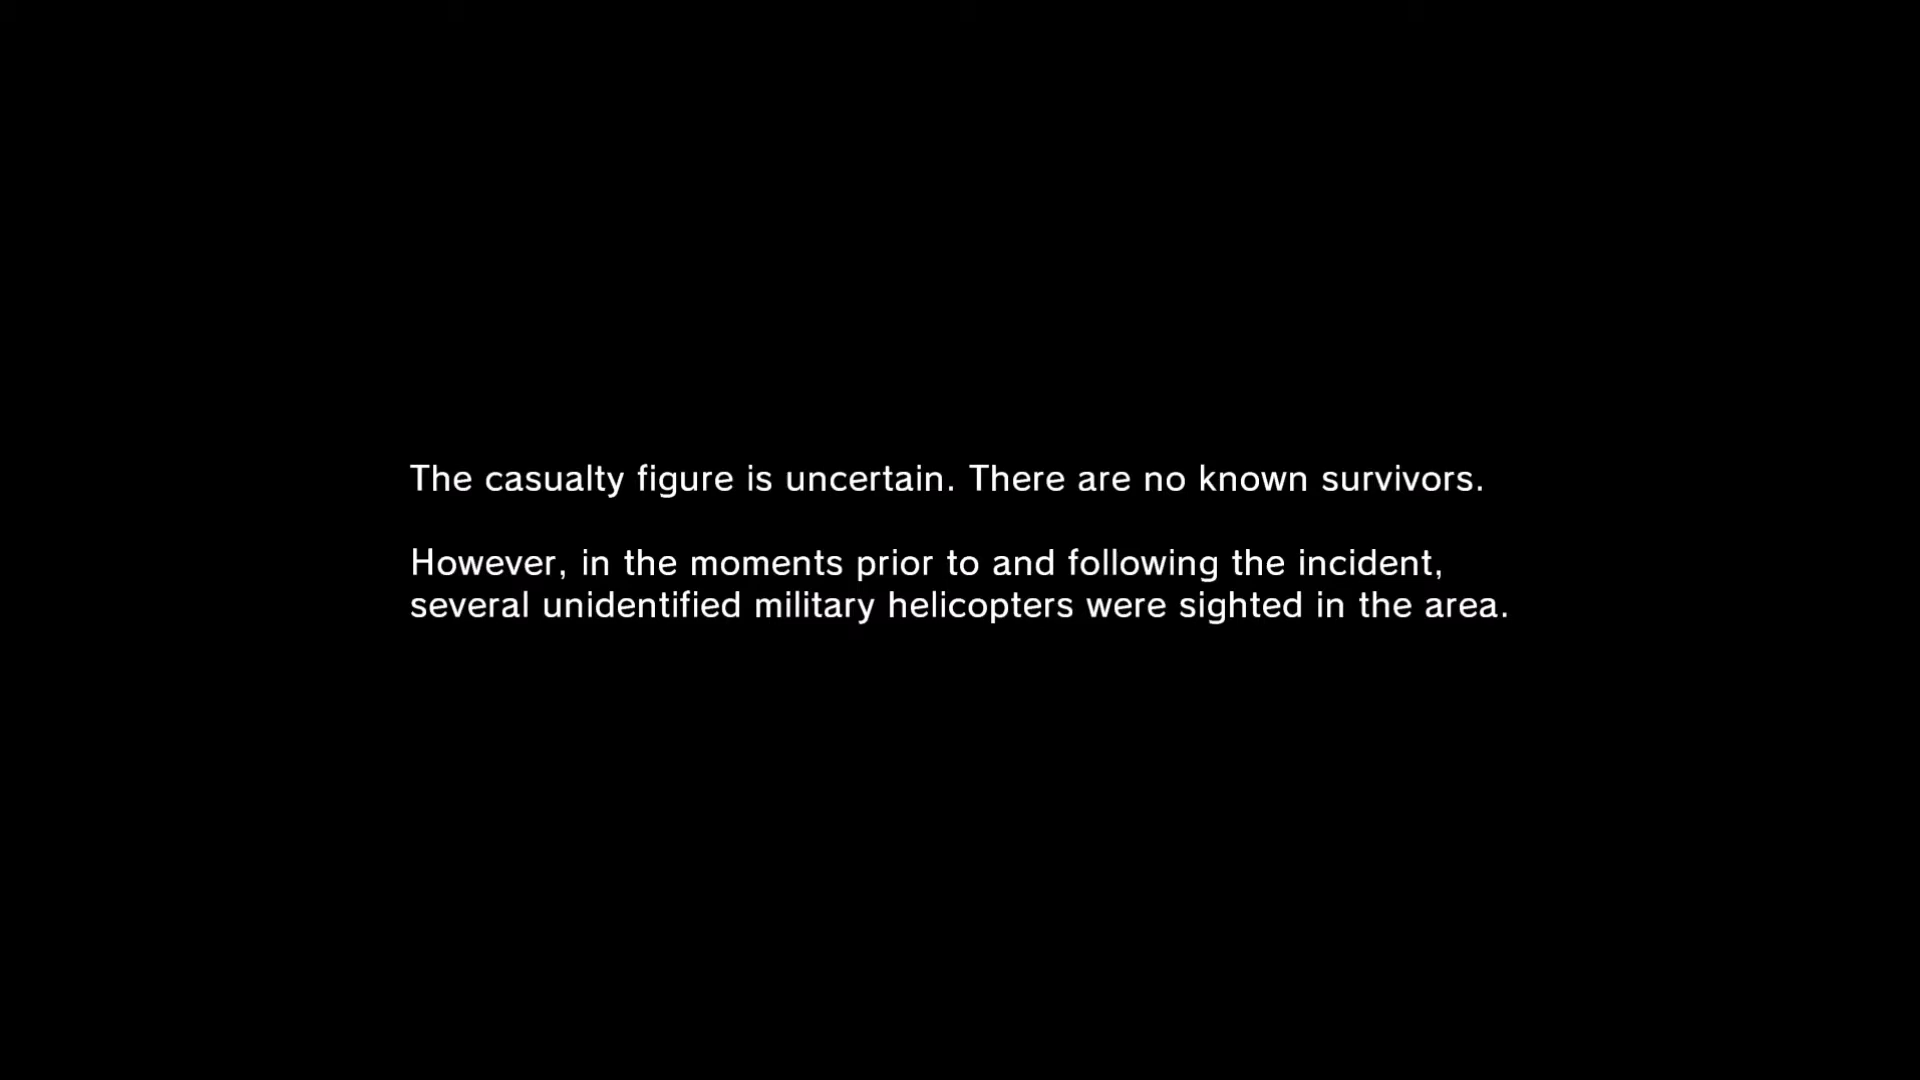 The casualty figure is uncertain. There are no known survivors.
However, in the moments prior to and following the incident,
several unidentified military helicopters were sighted in the area.